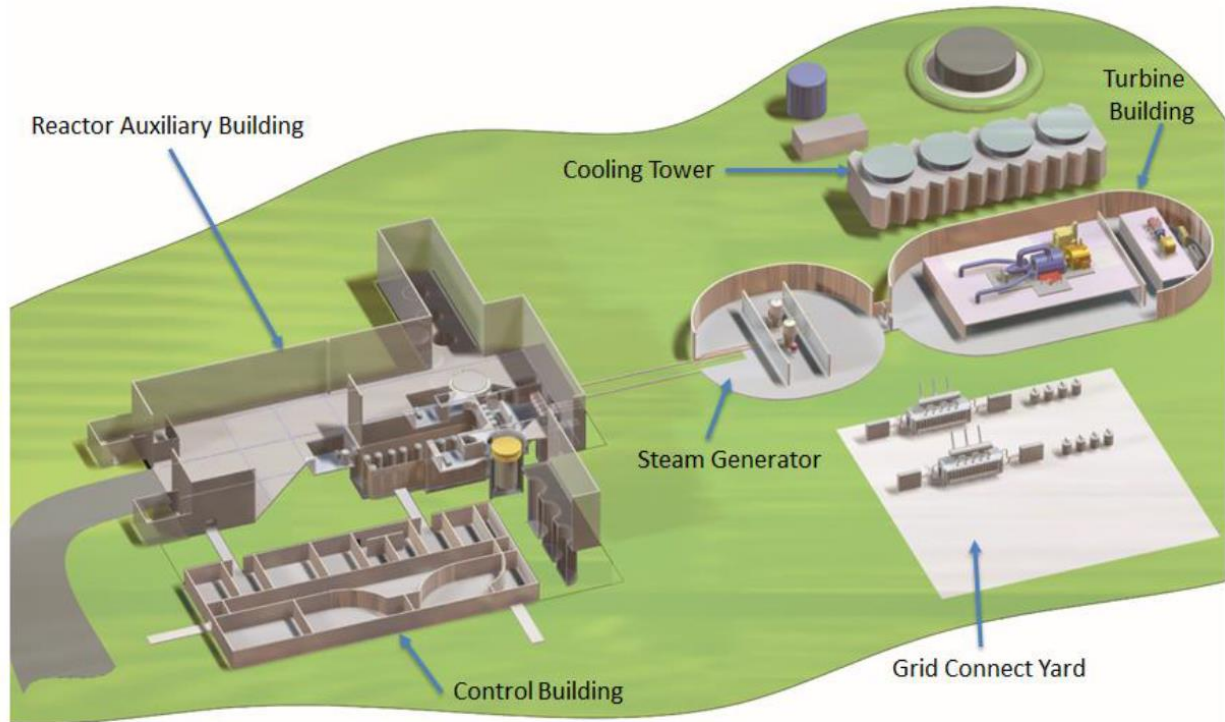 Turbine
Building
Reactor Auxiliary Building
Cooling Tower
Steam Generator
Grid Connect Yard
Control Building